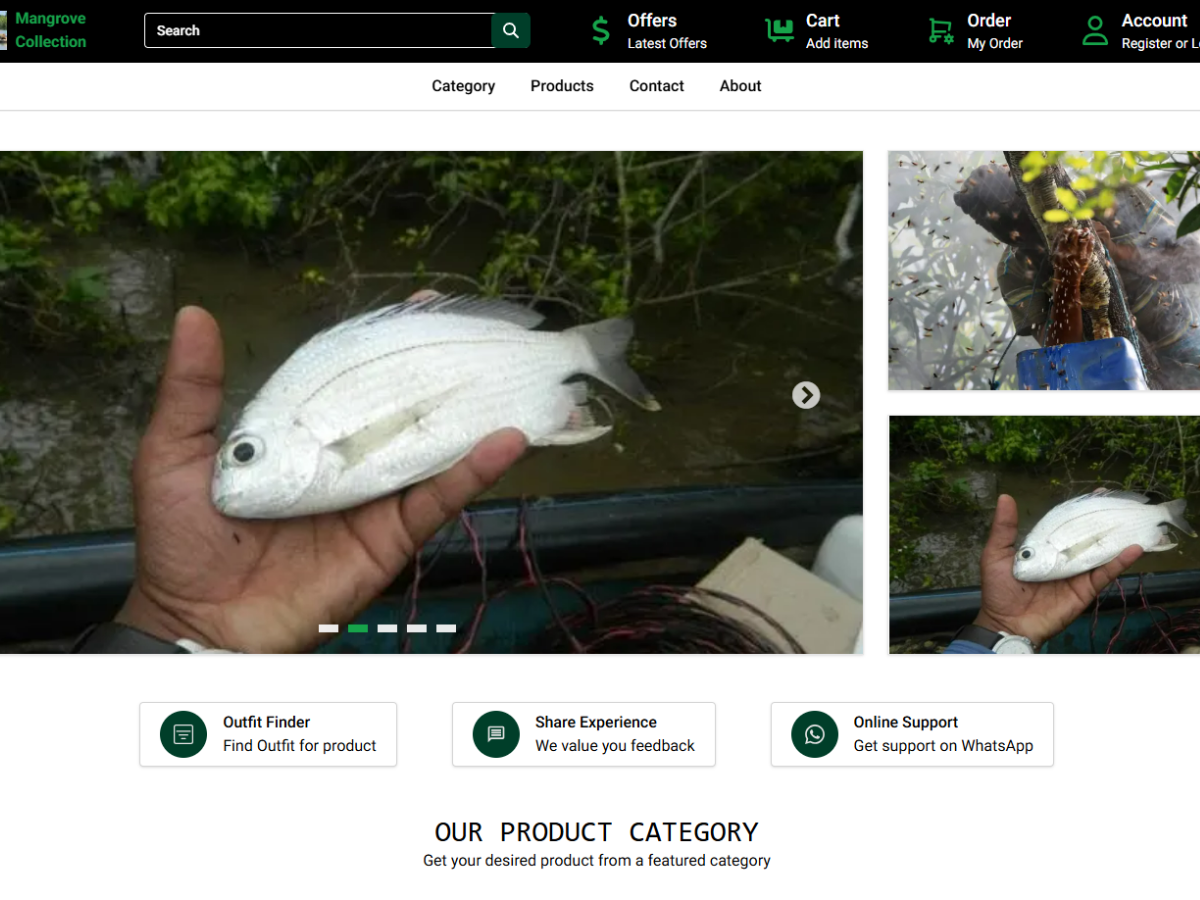 Mangrove
Collection
Search
Offers
Latest Offers
Cart
Add items
Order
My Order
Account
Register or L
Category
Products
Contact
About
Outfit Finder
Find Outfit for product
Share Experience
We value you feedback
Online Support
Get support on WhatsApp
OUR PRODUCT CATEGORY
Get your desired product from a featured category